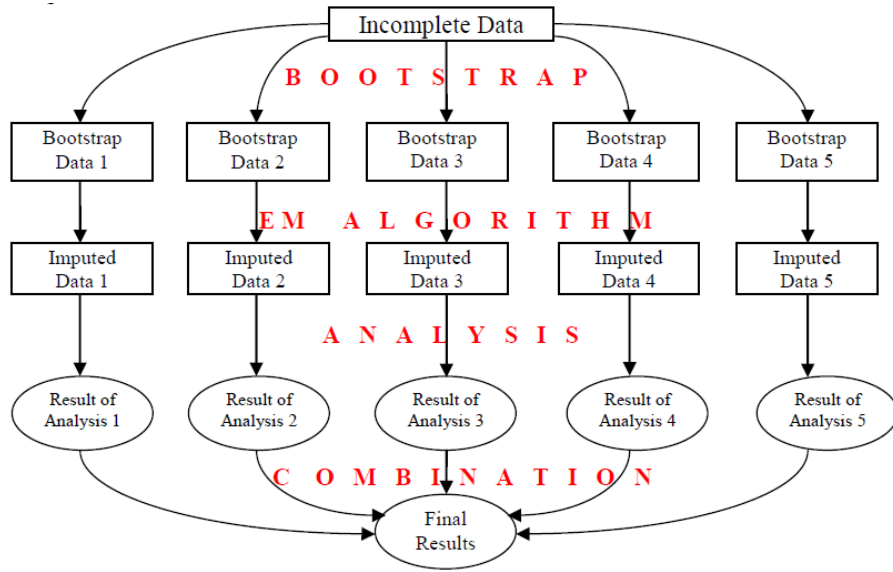 Incomplete Data
B O O T S T R A P
Bootstrap
Data 1
Bootstrap
Data 2
Bootstrap
Data 3
Bootstrap
Data 4
Bootstrap
Data 5
EM ALGORITHM
Imputed
Data 1
Imputed
Data 2
Imputed
Data 3
Imputed
Data 4
Imputed
Data 5
A N A L Y S I S
Result of
Analysis 1
Result of
Analysis 2
Result of
Analysis 3
Result of
Analysis 4
Result of
Analysis 5
C O M B I N A T I O N
Final
Results